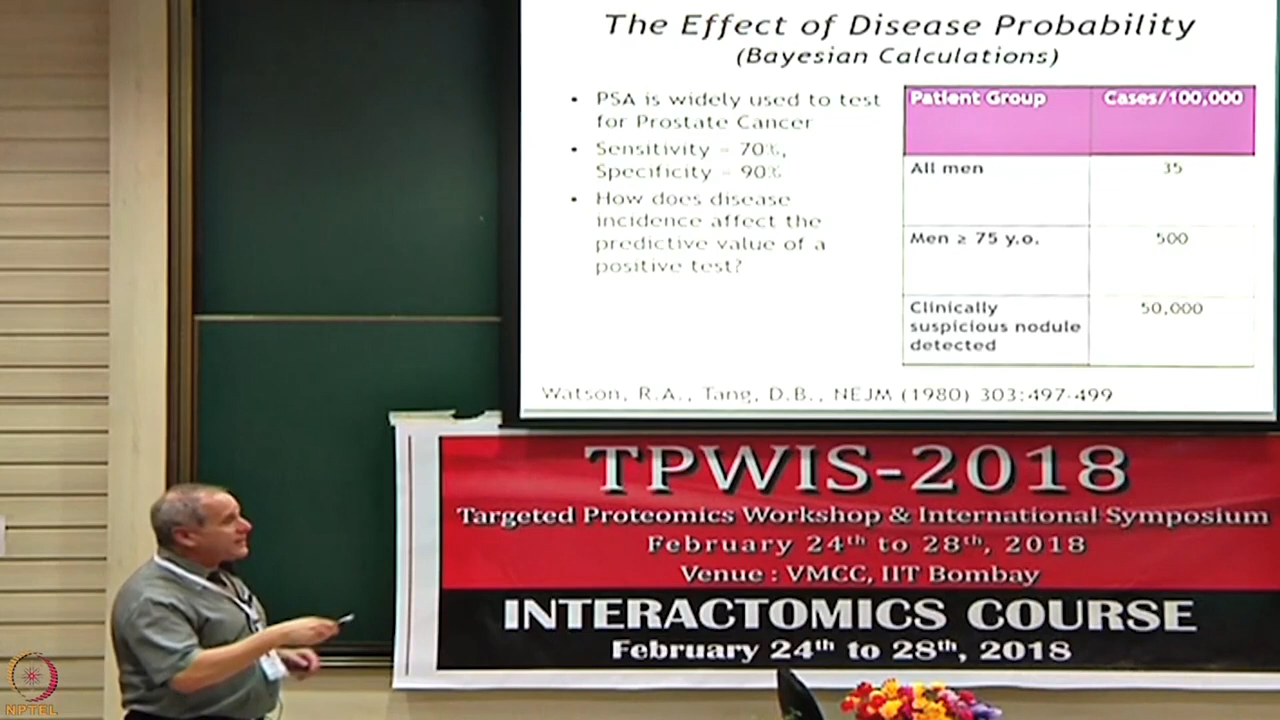 The Effect of Disease Probability
(Bayesian Calculations)
• PSA is widely used to test
for Prostate Cancer
• Sensitivity = 70%,
Specificity = 90%
• How does disease
incidence affect the
predictive value of a
positive test?
Patient Group Cases/100,000
All men 35
Men ≥ 75 y.o. 500
Clinically 50,000
suspicious nodule
detected
Watson, R.A., Tang, D.B., NEJM (1980) 303:497-499
TPWIS-2018
Targeted Proteomics Workshop & International Symposium
February 24th to 28th, 2018
Venue : VMCC, IIT Bombay
INTERACTOMICS COURSE
February 24th to 28th, 2018
NPTEL